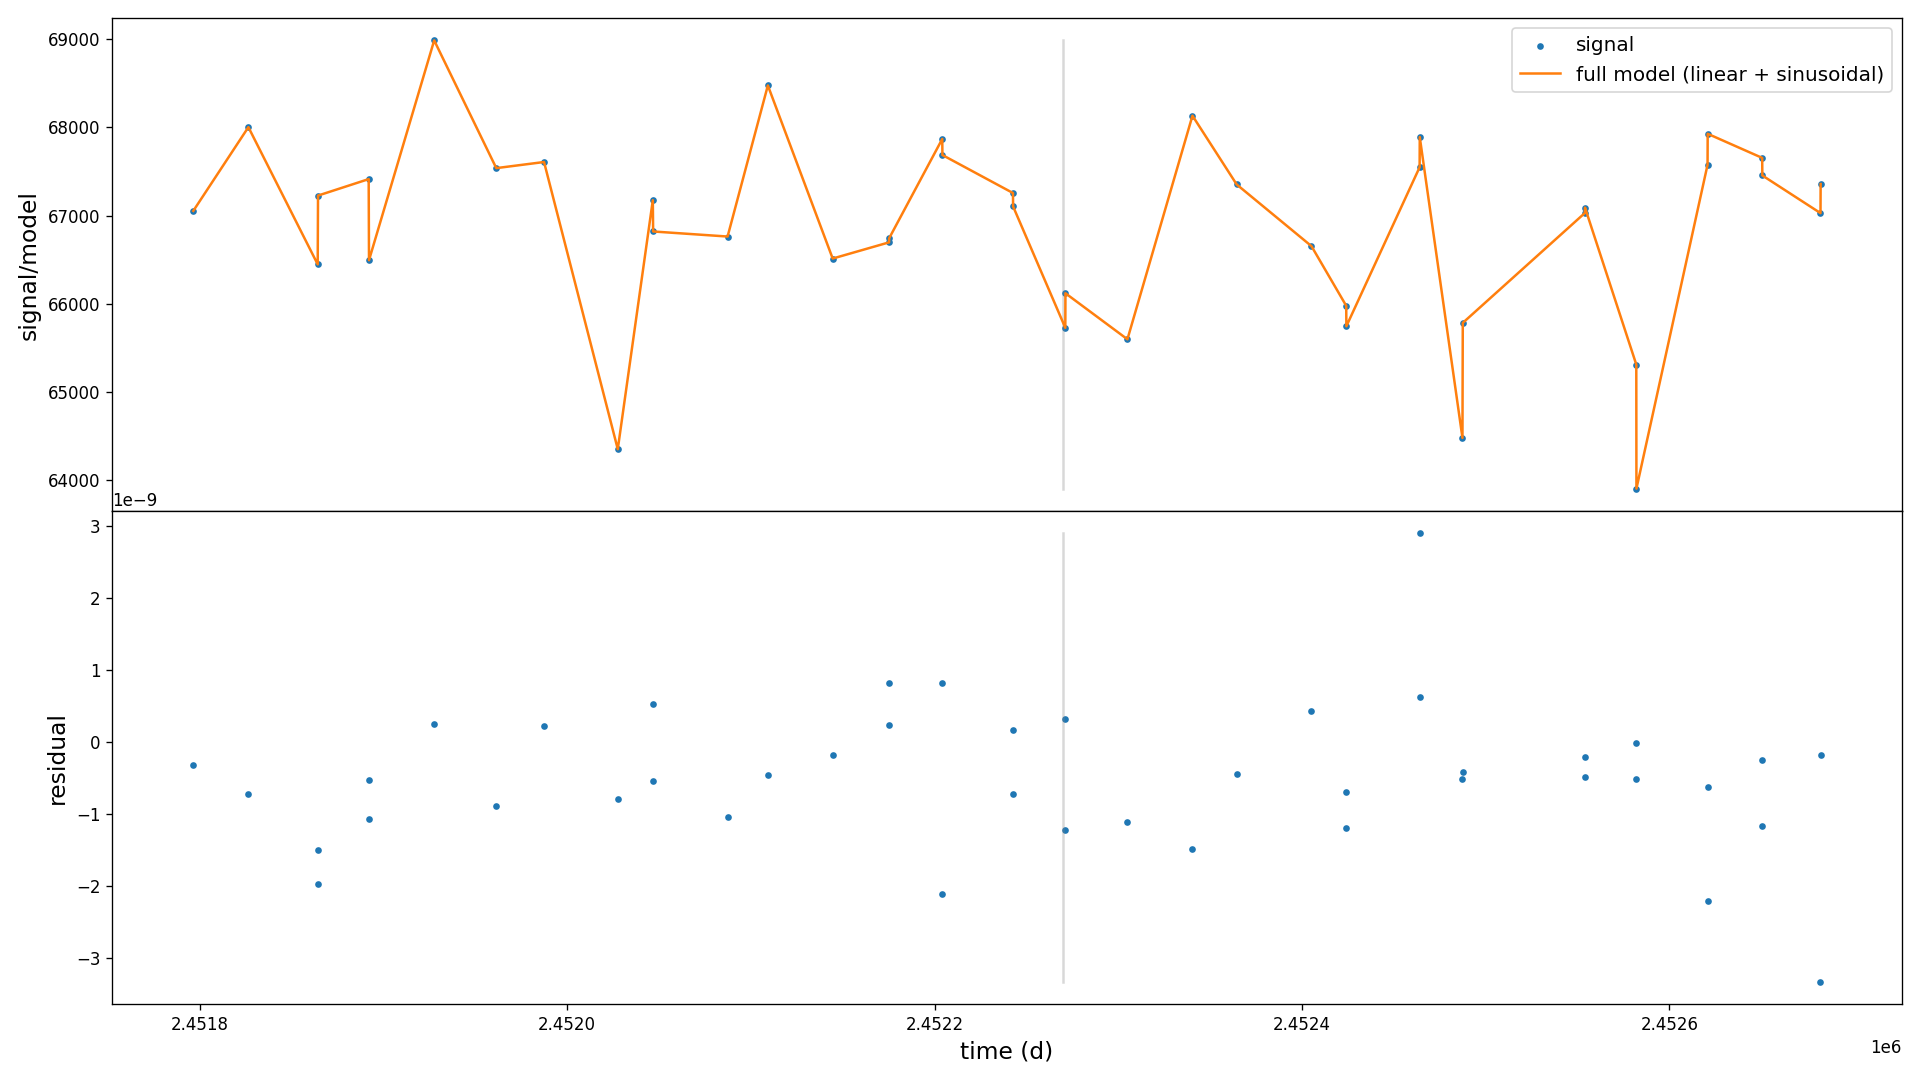 69000
68000
67000
66000
65000
64000
signal/model
signal
full model (linear + sinusoidal)
1e−9
3
2
1
0
−1
−2
−3
residual
2.4518
2.4520
2.4522
2.4524
2.4526
1e6
time (d)